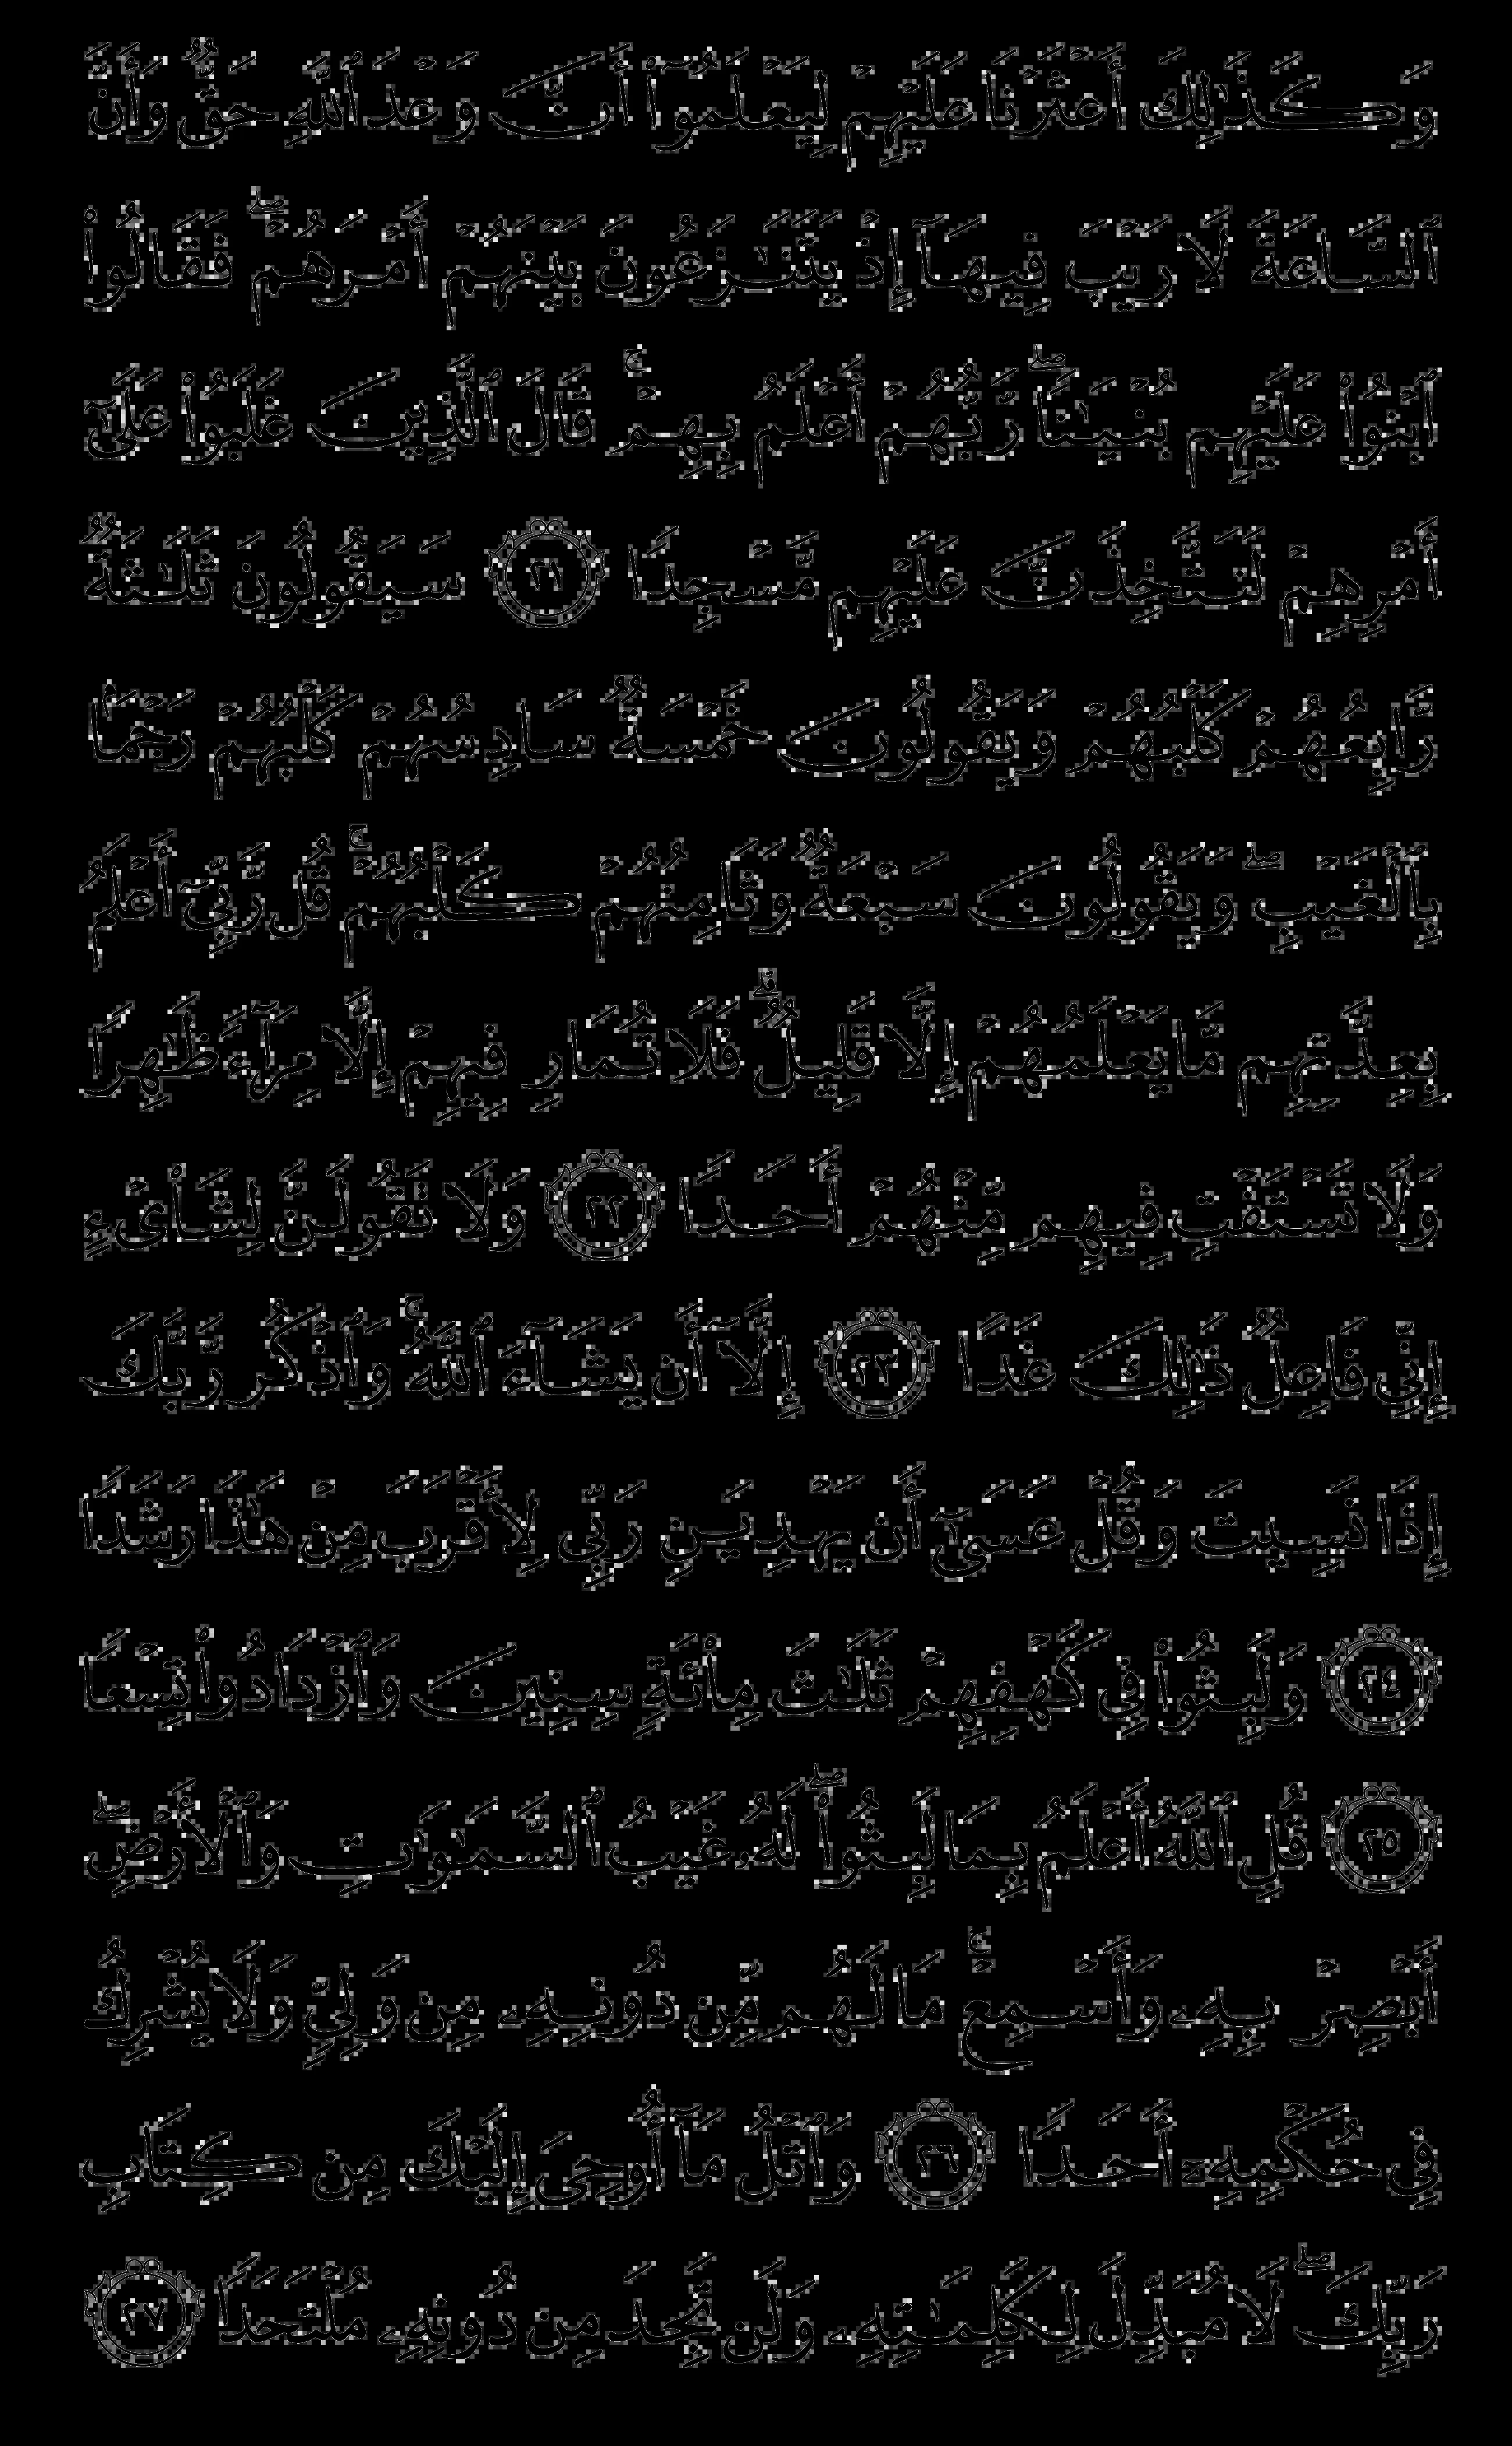 وَكَذَٰلِكَ أَعْثَرْنَا عَلَيْهِمْ لِيَعْلَمُوٓا۟ أَنَّ وَعْدَ ٱللَّهِ حَقٌّ وَأَنَّ
ٱلسَّاعَةَ لَا رَيْبَ فِيهَآ إِذْ يَتَنَٰزَعُونَ بَيْنَهُمْ أَمْرَهُمْ ۖ فَقَالُوا۟
ٱبْنُوا۟ عَلَيْهِم بُنْيَٰنًا ۖ رَّبُّهُمْ أَعْلَمُ بِهِمْ ۚ قَالَ ٱلَّذِينَ غَلَبُوا۟ عَلَىٰٓ
أَمْرِهِمْ لَنَتَّخِذَنَّ عَلَيْهِم مَّسْجِدًا ٢١ سَيَقُولُونَ ثَلَٰثَةٌ
رَّابِعُهُمْ كَلْبُهُمْ وَيَقُولُونَ خَمْسَةٌ سَادِسُهُمْ كَلْبُهُمْ رَجْمًۢا
بِٱلْغَيْبِ ۖ وَيَقُولُونَ سَبْعَةٌ وَثَامِنُهُمْ كَلْبُهُمْ ۚ قُل رَّبِّىٓ أَعْلَمُ
بِعِدَّتِهِم مَّا يَعْلَمُهُمْ إِلَّا قَلِيلٌ ۗ فَلَا تُمَارِ فِيهِمْ إِلَّا مِرَآءً ظَٰهِرًا
وَلَا تَسْتَفْتِ فِيهِم مِّنْهُمْ أَحَدًا ٢٢ وَلَا تَقُولَنَّ لِشَا۟ىْءٍ
إِنِّى فَاعِلٌ ذَٰلِكَ غَدًا ٢٣ إِلَّآ أَن يَشَآءَ ٱللَّهُ ۚ وَٱذْكُر رَّبَّكَ
إِذَا نَسِيتَ وَقُلْ عَسَىٰٓ أَن يَهْدِيَنِ رَبِّى لِأَقْرَبَ مِنْ هَٰذَا رَشَدًا
٢٤ وَلَبِثُوا۟ فِى كَهْفِهِمْ ثَلَٰثَ مِا۟ئَةٍ سِنِينَ وَٱزْدَادُوا۟ تِسْعًا
٢٥ قُلِ ٱللَّهُ أَعْلَمُ بِمَا لَبِثُوا۟ ۖ لَهُۥ غَيْبُ ٱلسَّمَٰوَٰتِ وَٱلْأَرْضِ ۖ
أَبْصِرْ بِهِۦ وَأَسْمِعْ ۚ مَا لَهُم مِّن دُونِهِۦ مِن وَلِىٍّ وَلَا يُشْرِكُ
فِى حُكْمِهِۦٓ أَحَدًا ٢٦ وَٱتْلُ مَآ أُوحِىَ إِلَيْكَ مِن كِتَابِ
رَبِّكَ ۖ لَا مُبَدِّلَ لِكَلِمَٰتِهِۦ وَلَن تَجِدَ مِن دُونِهِۦ مُلْتَحَدًا ٢٧